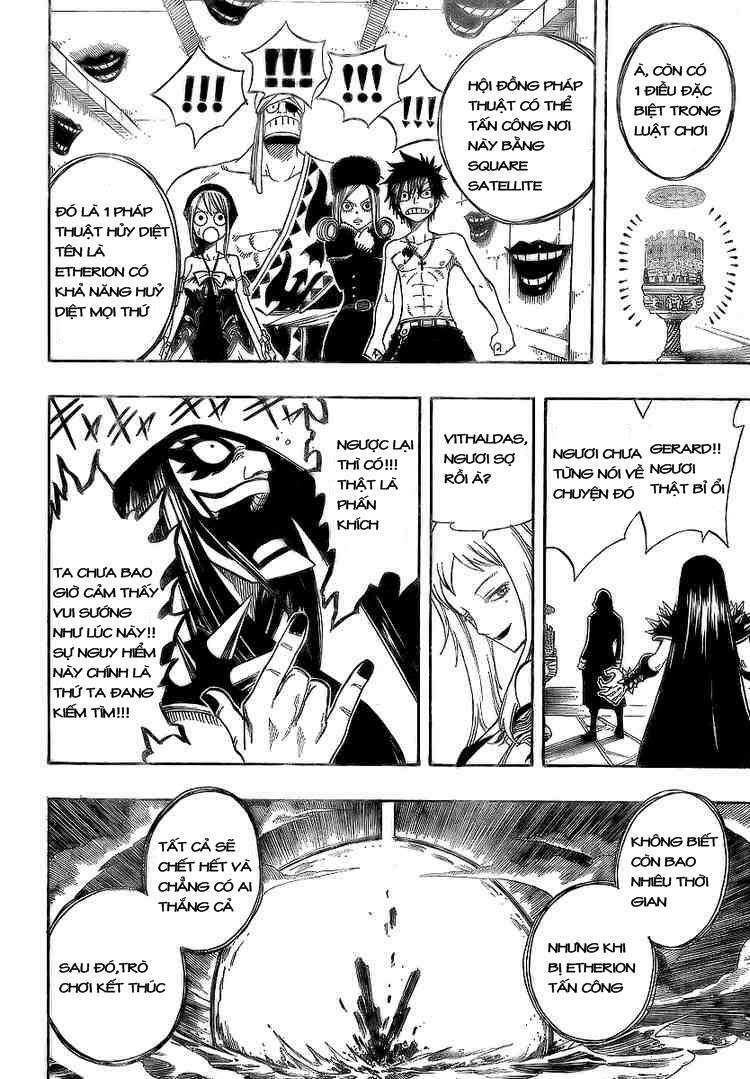 À, CÒN CÓ
1 ĐIỀU ĐẶC
BIỆT TRONG
LUẬT CHƠI
HỘI ĐỒNG PHÁP
THUẬT CÓ THỂ
TẤN CÔNG NƠI
NÀY BẰNG
SQUARE
SATELLITE
!!!
!!!
!!!
!!!
ĐÓ LÀ 1 PHÁP
THUẬT HỦY DIỆT
TÊN LÀ
ETHERION CÓ
KHẢ NĂNG HUỶ
DIỆT MỌI THỨ
GERARD!!
NGƯƠI
THẬT BỈ ỔI
NGƯƠI CHƯA
TỪNG NÓI VỀ
CHUYỆN ĐÓ
VITHALDAS,
NGƯƠI SỢ
RỒI À?
NGƯỢC LẠI
THÌ CÓ!!!
THẬT LÀ
PHẤN
KHÍCH
TA CHƯA BAO
GIỜ CẢM THẤY
VUI SƯỚNG
NHƯ LÚC NÀY!!
SỰ NGUY HIỂM
NÀY CHÍNH LÀ
THỨ TA ĐANG
KIẾM TÌM!!!
KHÔNG BIẾT
CÒN BAO
NHIÊU THỜI
GIAN
NHƯNG KHI
BỊ ETHERION
TẤN CÔNG
TẤT CẢ SẼ
CHẾT HẾT VÀ
CHẲNG CÓ AI
THẮNG CẢ
SAU ĐÓ,TRÒ
CHƠI KẾT THÚC